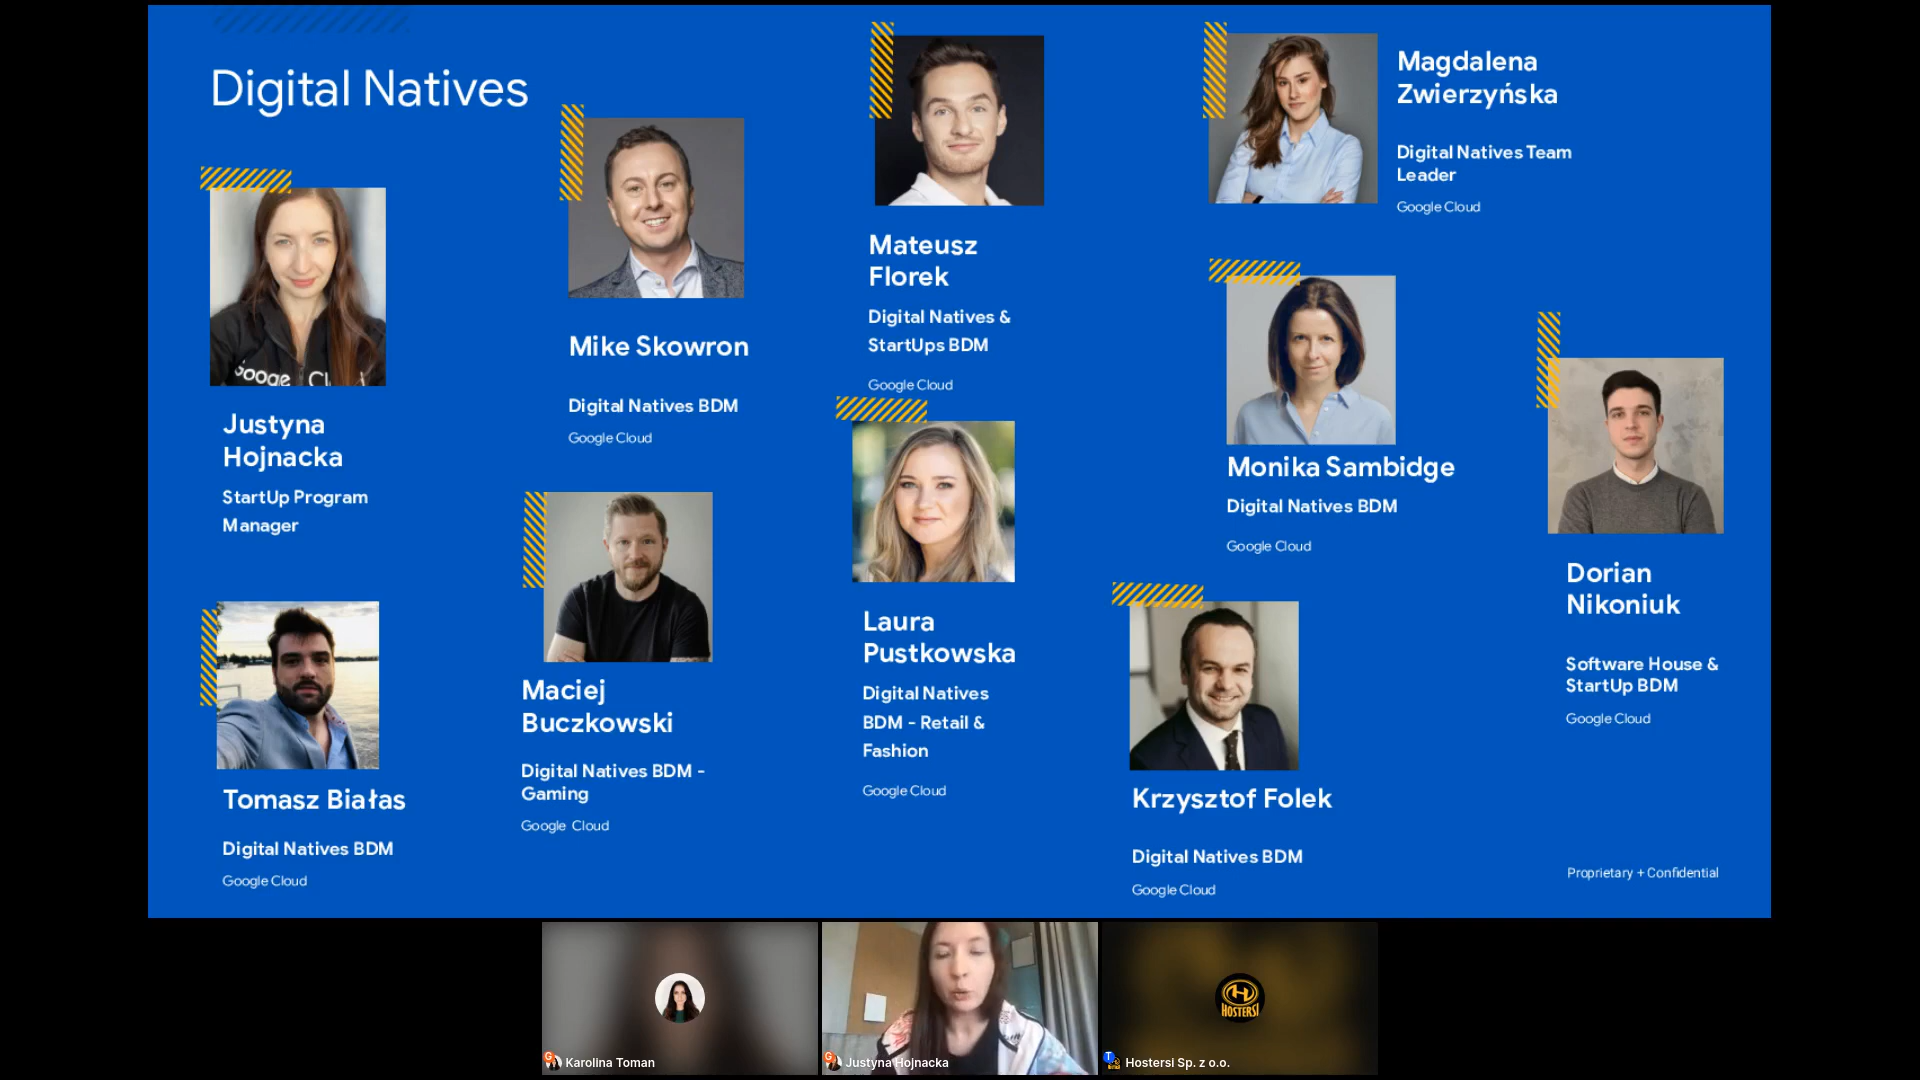 Digital Natives
Justyna
Hojnacka
StartUp Program
Manager
Tomasz Białas
Digital Natives BDM
Google Cloud
Mike Skowron
Digital Natives BDM
Google Cloud
Maciej
Buczkowski
Digital Natives BDM -
Gaming
Google Cloud
Mateusz
Florek
Digital Natives &
StartUps BDM
Google Cloud
Laura
Pustkowska
Digital Natives
BDM - Retail &
Fashion
Google Cloud
Magdalena
Zwierzyńska
Digital Natives Team
Leader
Google Cloud
Monika Sambidge
Digital Natives BDM
Google Cloud
Krzysztof Folek
Digital Natives BDM
Google Cloud
Dorian
Nikoniuk
Software House &
StartUp BDM
Google Cloud
Proprietary + Confidential
HOSTERSI
G Karolina Toman
G Justyna Hojnacka
T Hostersi Sp. z o.o.